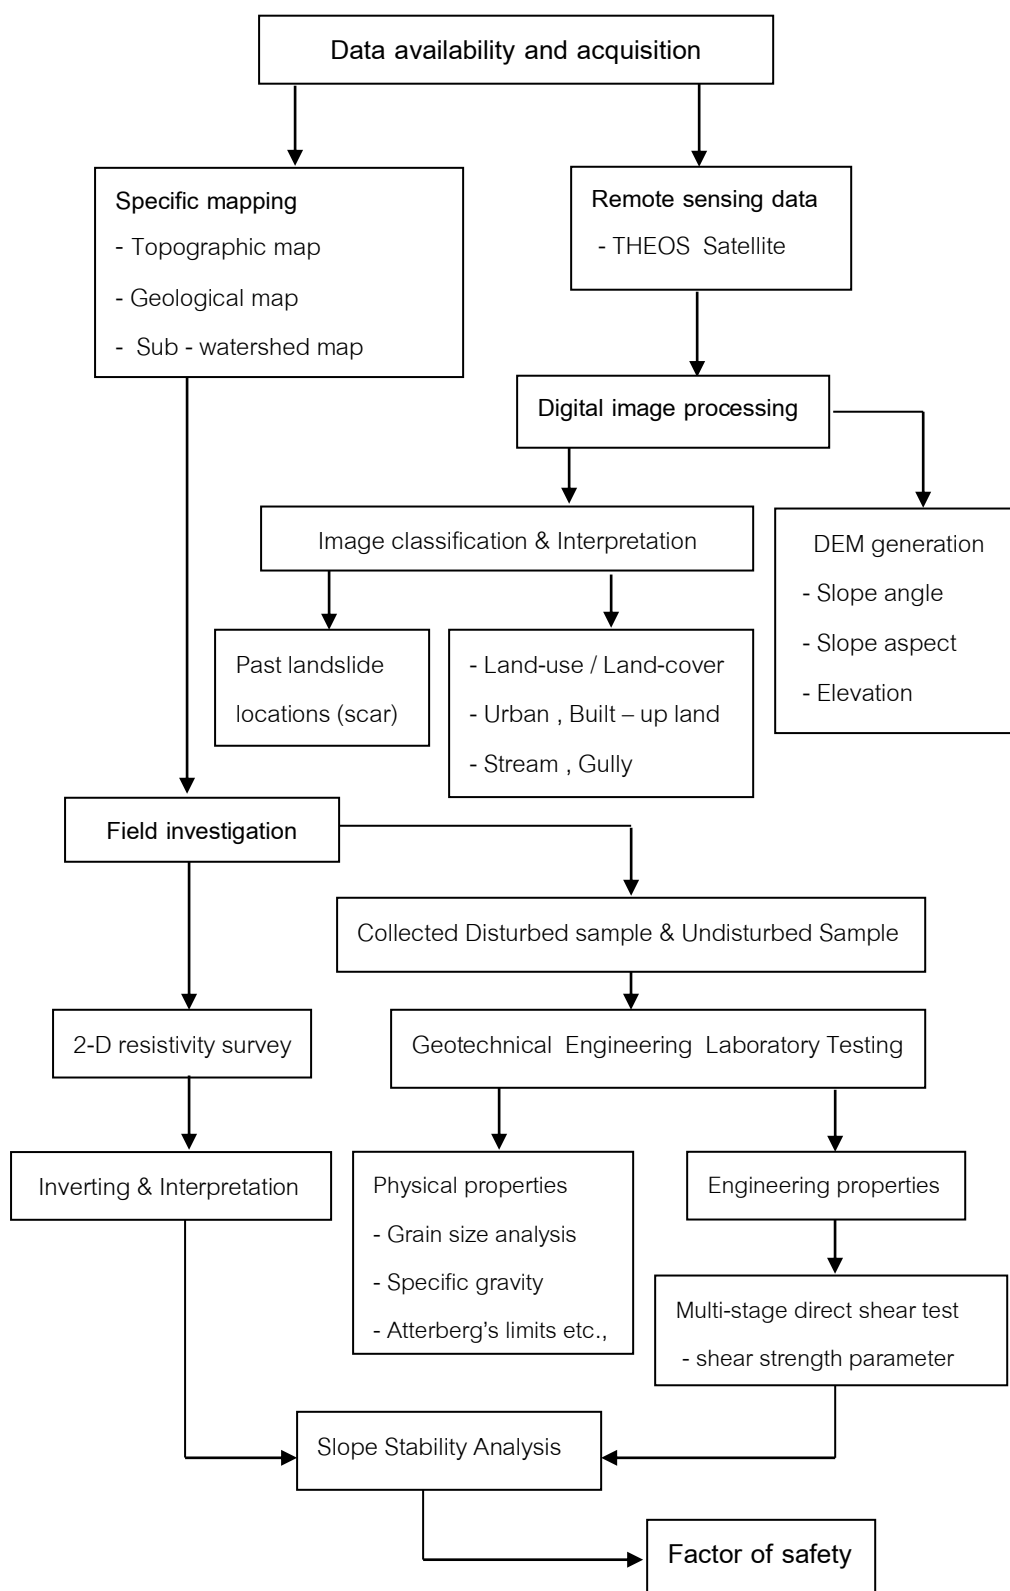 Data availability and acquisition
Specific mapping
- Topographic map
- Geological map
- Sub - watershed map
Remote sensing data
- THEOS Satellite
Digital image processing
Image classification & Interpretation
DEM generation
- Slope angle
- Slope aspect
- Elevation
Past landslide
locations (scar)
- Land-use / Land-cover
- Urban , Built – up land
- Stream , Gully
Field investigation
Collected Disturbed sample & Undisturbed Sample
2-D resistivity survey
Geotechnical Engineering Laboratory Testing
Inverting & Interpretation
Physical properties
- Grain size analysis
- Specific gravity
- Atterberg’s limits etc.,
Engineering properties
Multi-stage direct shear test
- shear strength parameter
Slope Stability Analysis
Factor of safety